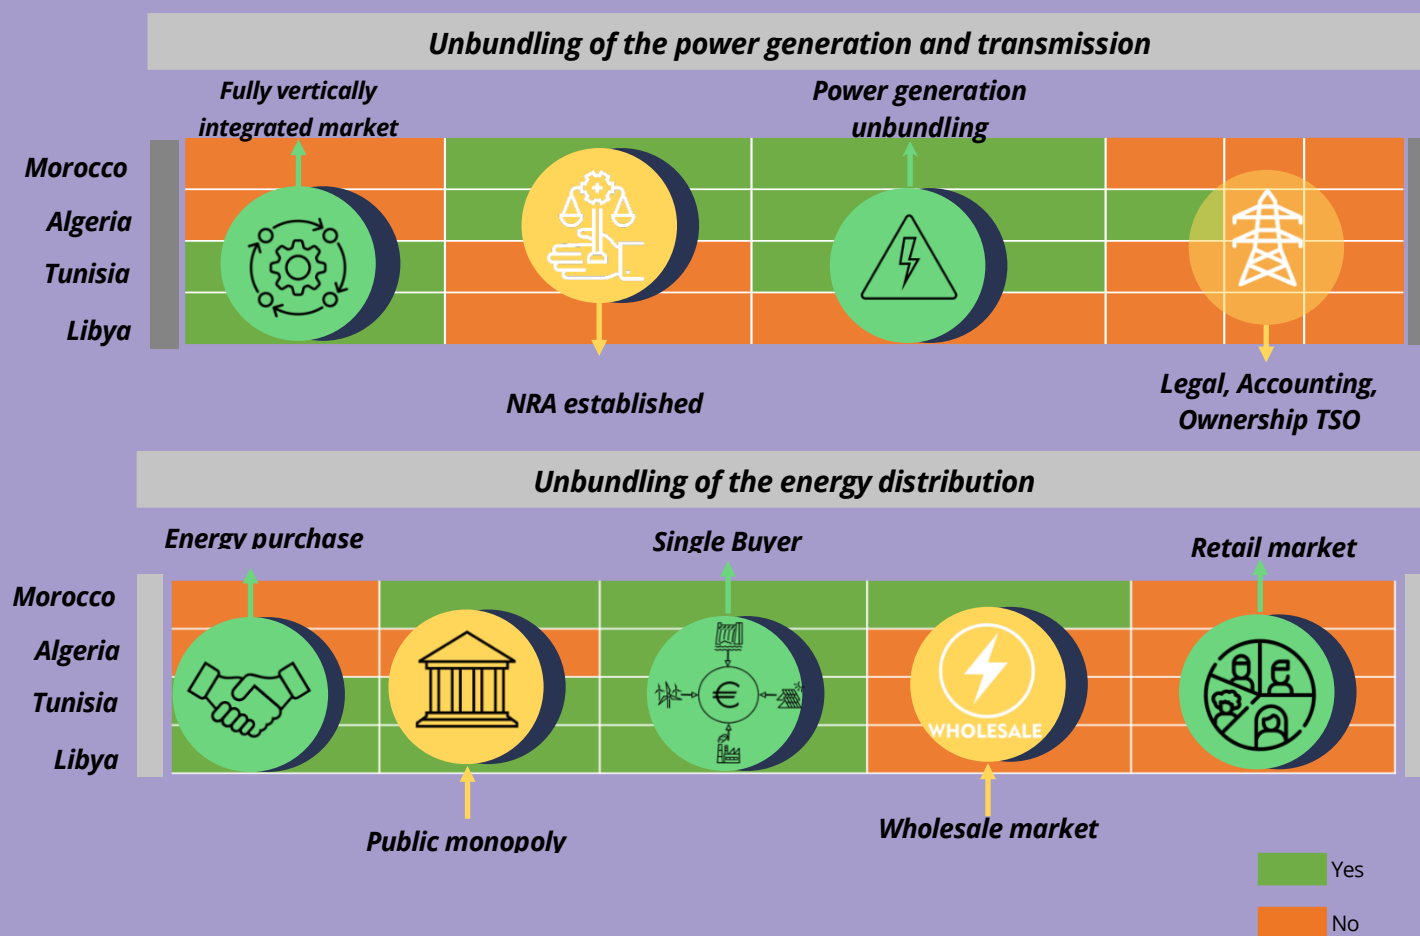 Unbundling of the power generation and transmission
Fully vertically
integrated market
Power generation
unbundling
Morocco
Algeria
Tunisia
Libya
NRA established
Legal, Accounting,
Ownership TSO
Unbundling of the energy distribution
Energy purchase
Single Buyer
Retail market
Morocco
Algeria
Tunisia
Libya
€
WHOLESALE
Public monopoly
Wholesale market
Yes
No